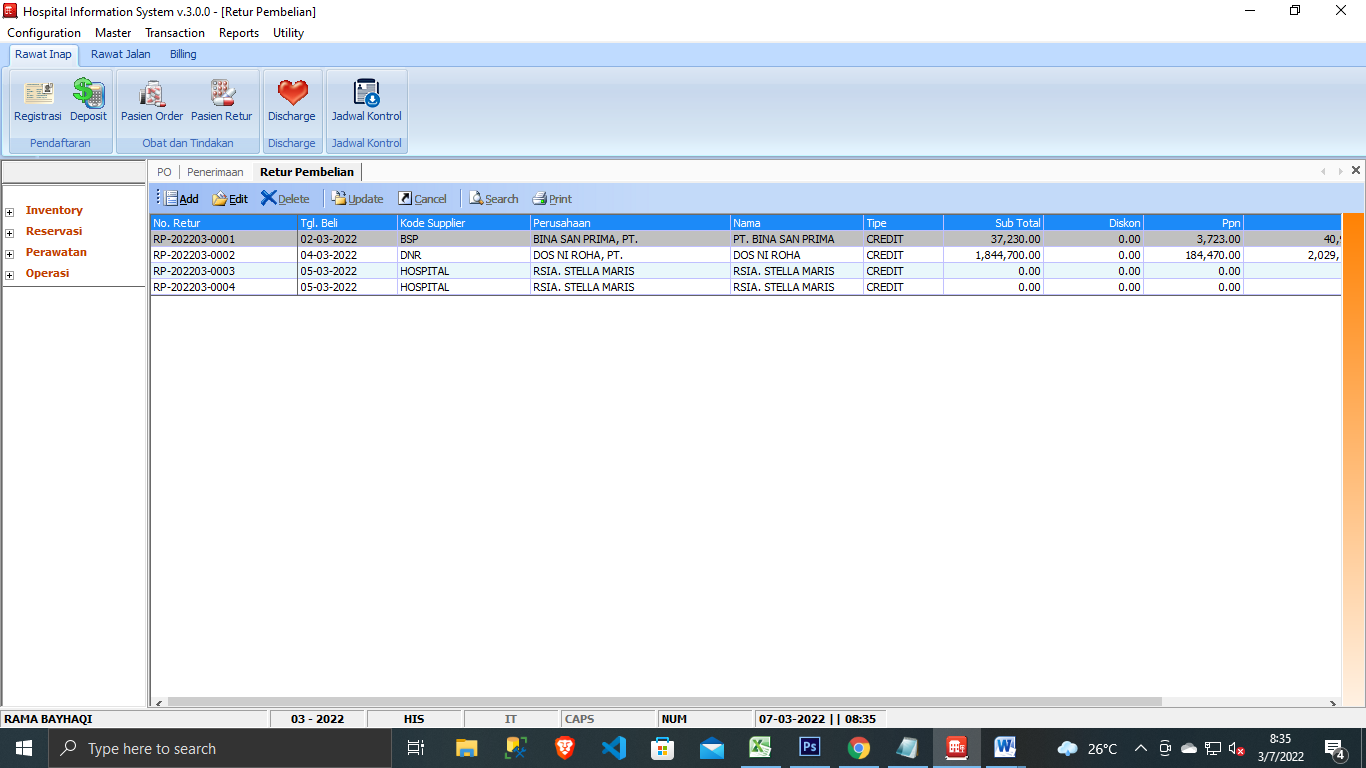 Hospital Information System v.3.0.0 - [Retur Pembelian]
Configuration Master Transaction Reports Utility
Rawat Inap Rawat Jalan Billing
Registrasi Deposit Pasien Order Pasien Retur Discharge Jadwal Kontrol
Pendaftaran Obat dan Tindakan Discharge Jadwal Kontrol
PO Penerimaan Retur Pembelian
Add Edit Delete Update Cancel Search Print
Inventory
Reservasi
Perawatan
Operasi
No. Retur Tgl. Beli Kode Supplier Perusahaan Nama Tipe Sub Total Diskon Ppn
RP-202203-0001 02-03-2022 BSP BINA SAN PRIMA, PT. PT. BINA SAN PRIMA CREDIT 37,230.00 0.00 3,723.00 40,
RP-202203-0002 04-03-2022 DNR DOS NI ROHA, PT. DOS NI ROHA CREDIT 1,844,700.00 0.00 184,470.00 2,029,
RP-202203-0003 05-03-2022 HOSPITAL RSIA. STELLA MARIS RSIA. STELLA MARIS CREDIT 0.00 0.00 0.00
RP-202203-0004 05-03-2022 HOSPITAL RSIA. STELLA MARIS RSIA. STELLA MARIS CREDIT 0.00 0.00 0.00
RAMA BAYHAQI 03 - 2022 HIS IT CAPS NUM 07-03-2022 || 08:35
Type here to search
Ps
26°C
8:35
3/7/2022
4